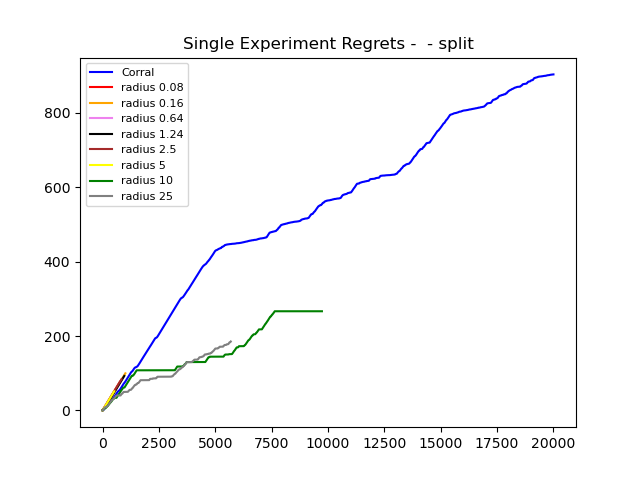 Single Experiment Regrets -  - split
Corral
radius 0.08
radius 0.16
radius 0.64
radius 1.24
radius 2.5
radius 5
radius 10
radius 25
800
600
400
200
0
0 2500 5000 7500 10000 12500 15000 17500 20000